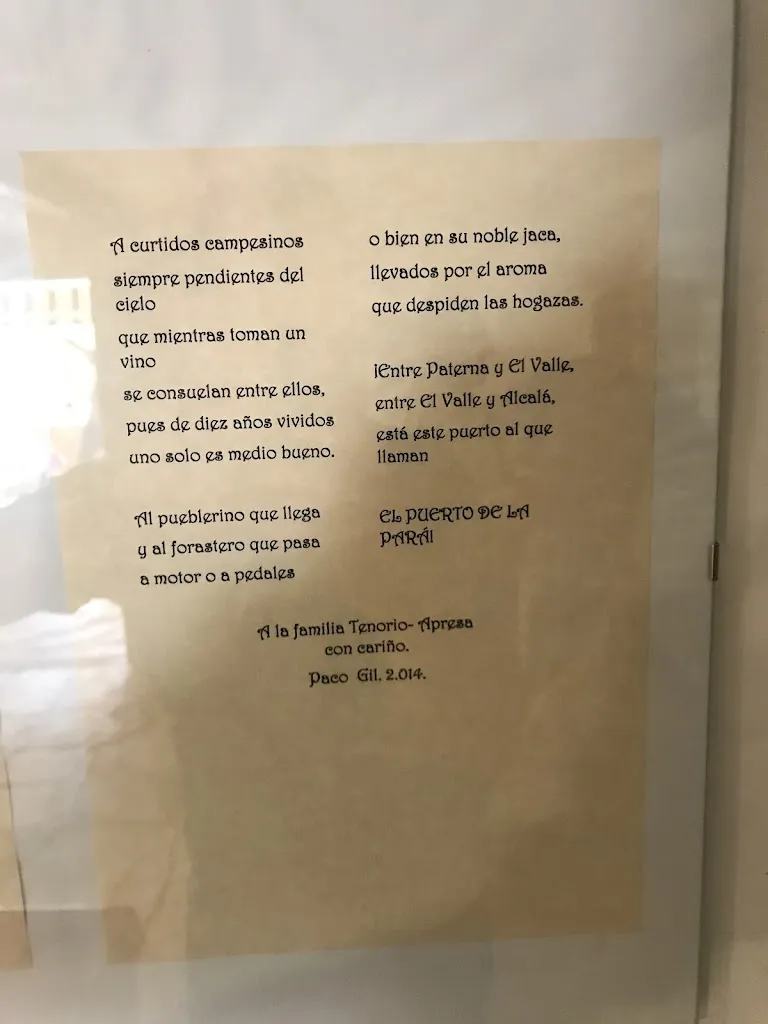 A curtidos campesinos
siempre pendientes del
cielo
que mientras toman un
vino
se consuelan entre ellos,
pues de diez años vividos
uno solo es medio bueno.
Al pueblerino que llega
y al forastero que pasa
a motor o a pedales
o bien en su noble jaca,
llevados por el aroma
que despiden las hogazas.
¡Entre Paterna y El Valle,
entre El Valle y Alcalá,
está este puerto al que
llaman
EL PUERTO DE LA
PARÁ!
A la familia Tenorio- Apresa
con cariño.
Paco Gil. 2.014.